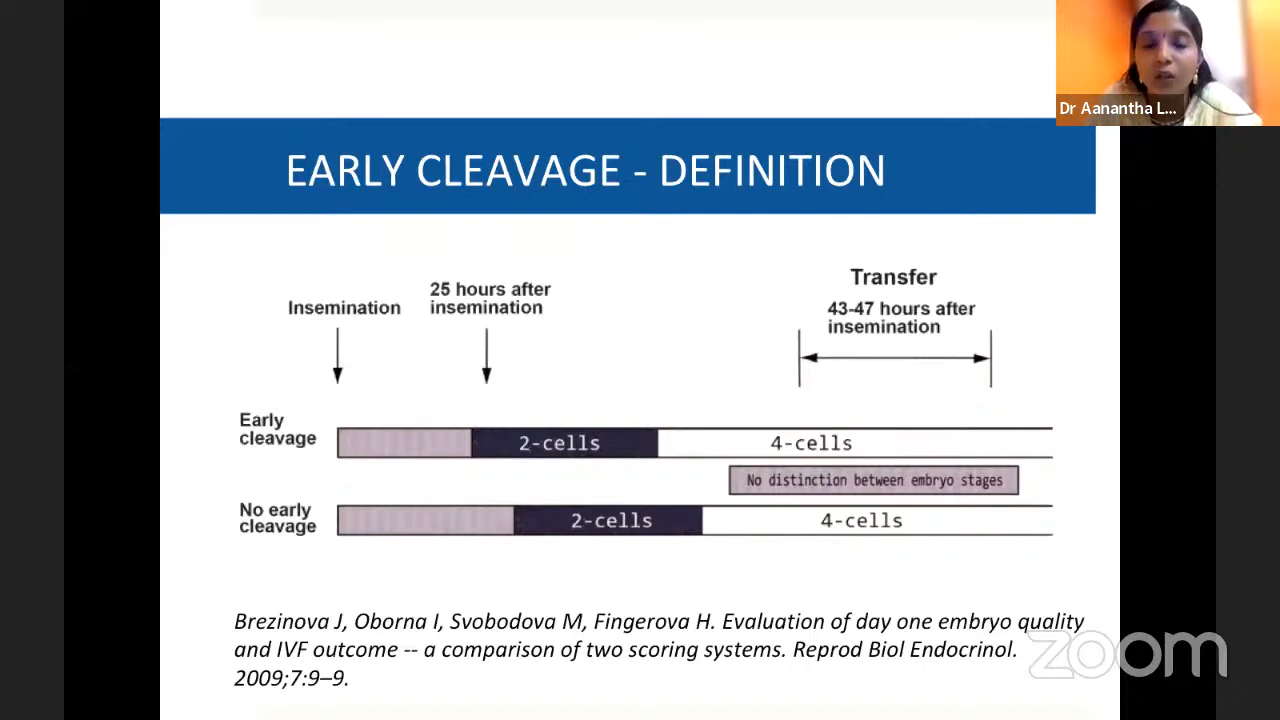 Dr Aanantha L...
EARLY CLEAVAGE - DEFINITION
Insemination
25 hours after
insemination
Transfer
43-47 hours after
insemination
Early
cleavage
2-cells
4-cells
No distinction between embryo stages
No early
cleavage
2-cells
4-cells
Brezinova J, Oborna I, Svobodova M, Fingerova H. Evaluation of day one embryo quality
and IVF outcome -- a comparison of two scoring systems. Reprod Biol Endocrinol.
2009;7:9–9.
zoom